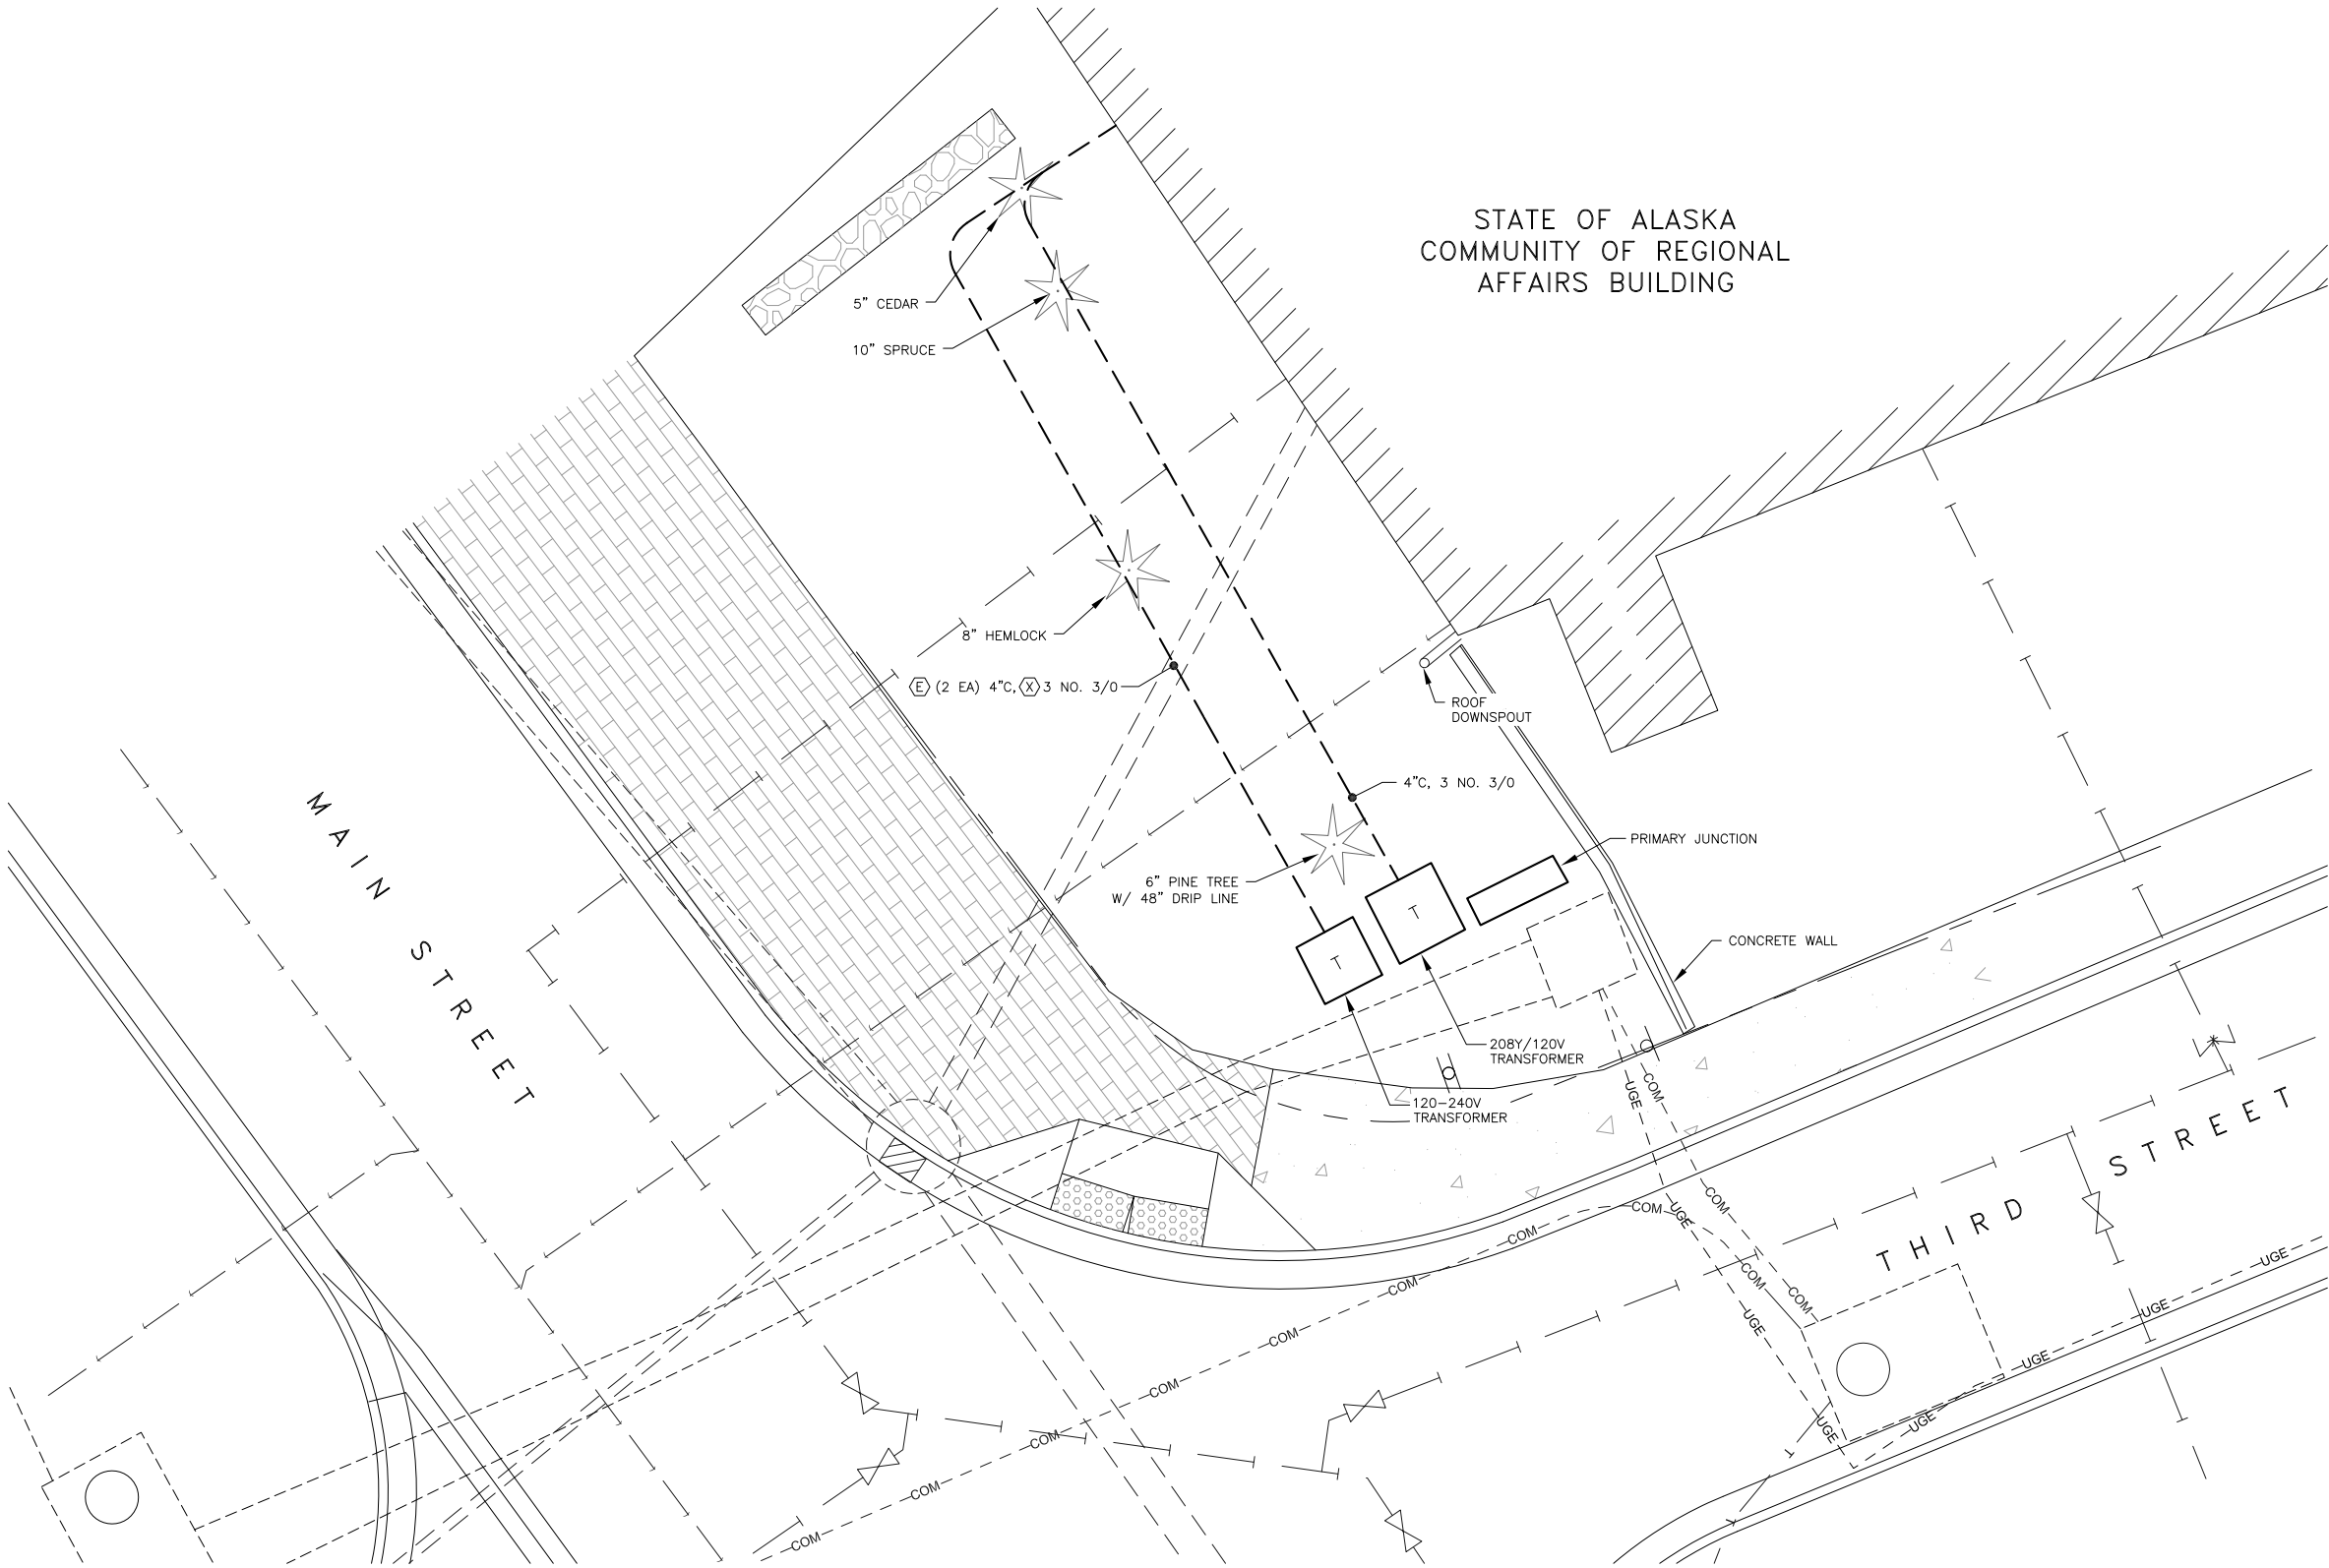 STATE OF ALASKA
COMMUNITY OF REGIONAL
AFFAIRS BUILDING
5" CEDAR
10" SPRUCE
8" HEMLOCK
E (2 EA) 4"C, X 3 NO. 3/0
ROOF
DOWNSPOUT
4"C, 3 NO. 3/0
PRIMARY JUNCTION
6" PINE TREE
W/ 48" DRIP LINE
T
T
CONCRETE WALL
208Y/120V
TRANSFORMER
120-240V
TRANSFORMER
MAIN STREET
THIRD STREET
UGE
COM
UGE
COM
COM
COM
COM
COM
COM
COM
COM
COM
COM
COM
UGE
UGE
UGE
UGE
UGE
UGE